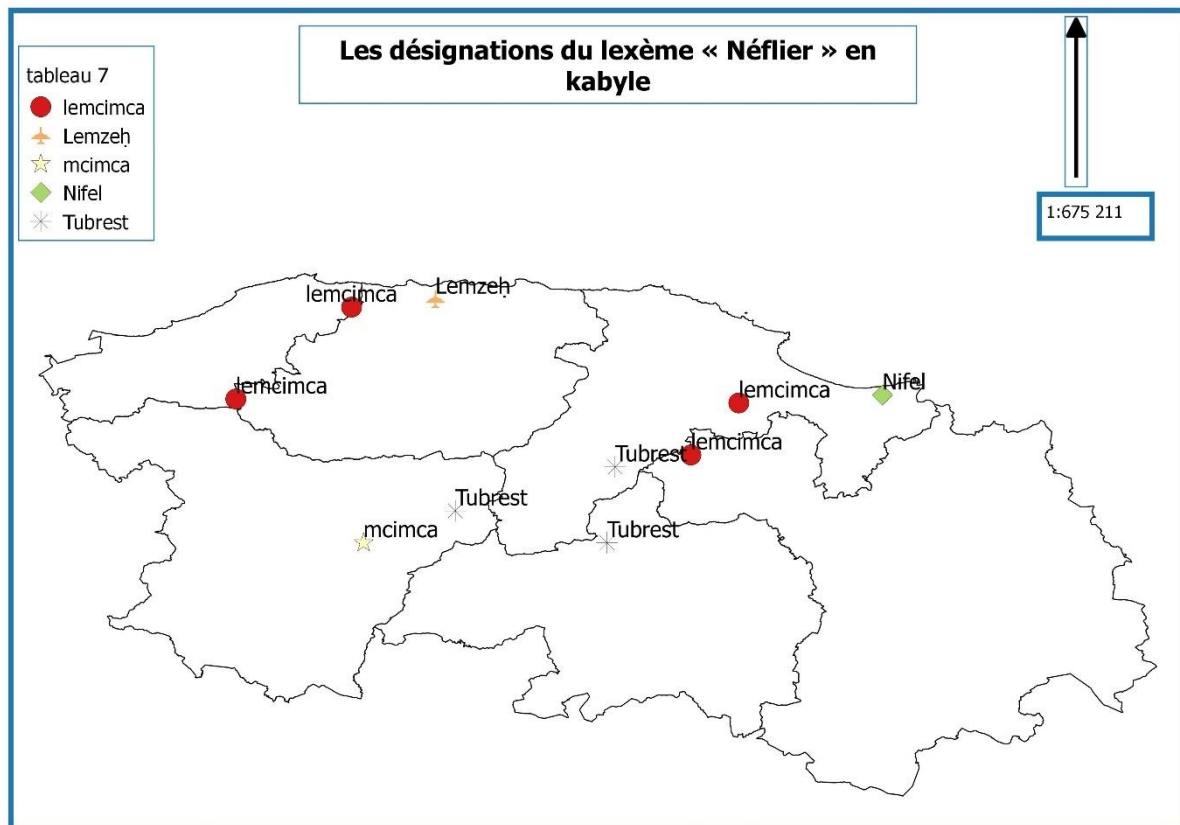 Les désignations du lexème « Néflier » en
kabyle
tableau 7
lemcimca
Lemzeḥ
mcimca
Nifel
Tubrest
1:675 211
lemcimca
Lemzeḥ
lemcimca
lemcimca
Nifel
lemcimca
Tubrest
Tubrest
mcimca
Tubrest